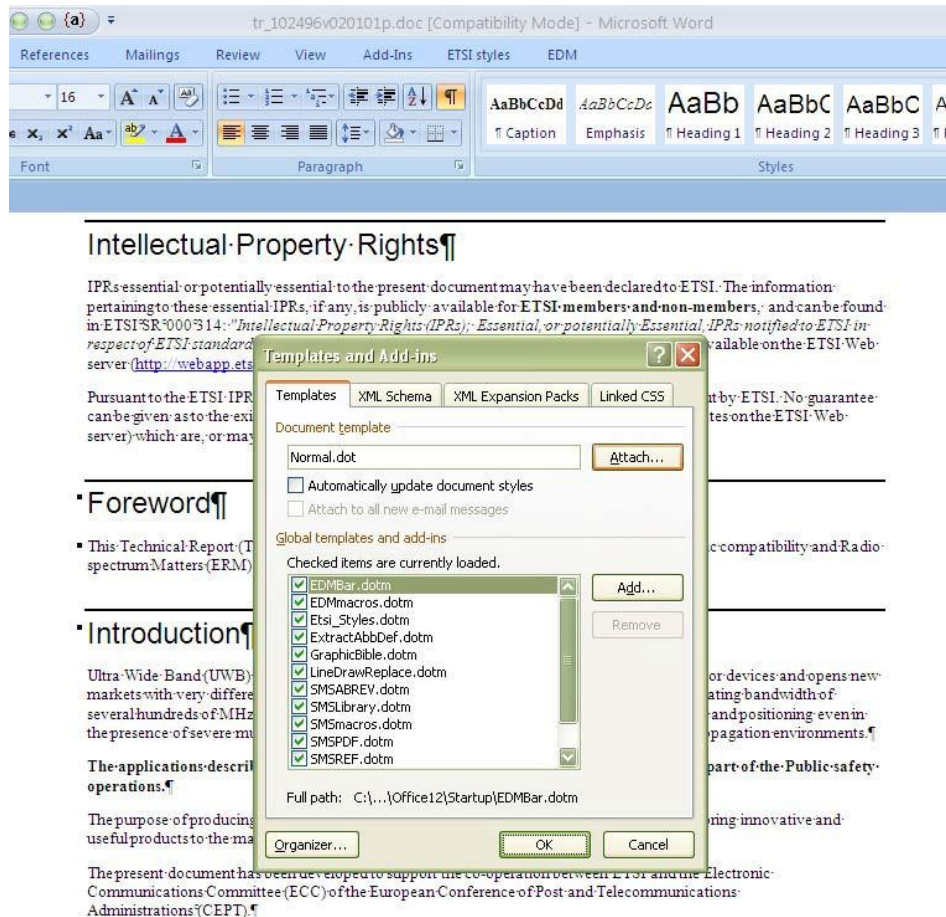 {a}
tr_102496v020101p.doc [Compatibility Mode] - Microsoft Word
References Mailings Review View Add-Ins ETSI styles EDM
16 A A Aa
x₂ x² Aa ab A
AaBbCcDd AaBbCcDc AaBb AaBbC AaBbC A
¶ Caption Emphasis ¶ Heading 1 ¶ Heading 2 ¶ Heading 3
Font Paragraph Styles
Intellectual·Property·Rights¶
IPRs·essential·or·potentially·essential·to·the·present·document·may·have·been·declared·to·ETSI.·The·information·
pertaining·to·these·essential·IPRs,·if·any,·is·publicly·available·for·ETSI·members·and·non-members,·and·can·be·found·
in·ETSI°SR°000°314:·"Intellectual·Property·Rights·(IPRs);·Essential,·or·potentially·Essential,·IPRs·notified·to·ETSI·in·
respect·of·ETSI·standard vailable·on·the·ETSI·Web·
server·(http://webapp.ets
Pursuant·to·the·ETSI·IPR t·by·ETSI.·No·guarantee·
can·be·given·as·to·the·exi tes·on·the·ETSI·Web·
server)·which·are,·or·may
Foreword¶
This·Technical·Report·(T c·compatibility·and·Radio·
spectrum·Matters·(ERM)
Introduction¶
Ultra·Wide·Band·(UWB)· or·devices·and·opens·new·
markets·with·very·differe ating·bandwidth·of·
several·hundreds·of·MHz and·positioning·even·in·
the·presence·of·severe·mu pagation·environments.¶
The·applications·descri part·of·the·Public·safety·
operations.¶
The·purpose·of·producing ring·innovative·and·
useful·products·to·the·ma
The·present·document·has·been·developed·to·support·the·co-operation·between·ETSI·and·the·Electronic·
Communications·Committee·(ECC)·of·the·European·Conference·of·Post·and·Telecommunications·
Administrations°(CEPT).¶
Templates and Add-ins
Templates XML Schema XML Expansion Packs Linked CSS
Document template
Normal.dot Attach...
Automatically update document styles
Attach to all new e-mail messages
Global templates and add-ins
Checked items are currently loaded.
EDMBar.dotm Add...
EDMmacros.dotm
Etsi_Styles.dotm Remove
ExtractAbbDef.dotm
GraphicBible.dotm
LineDrawReplace.dotm
SMSABREV.dotm
SMSLibrary.dotm
SMSmacros.dotm
SMSPDF.dotm
SMSREF.dotm
Full path: C:\...\Office12\Startup\EDMBar.dotm
Organizer... OK Cancel